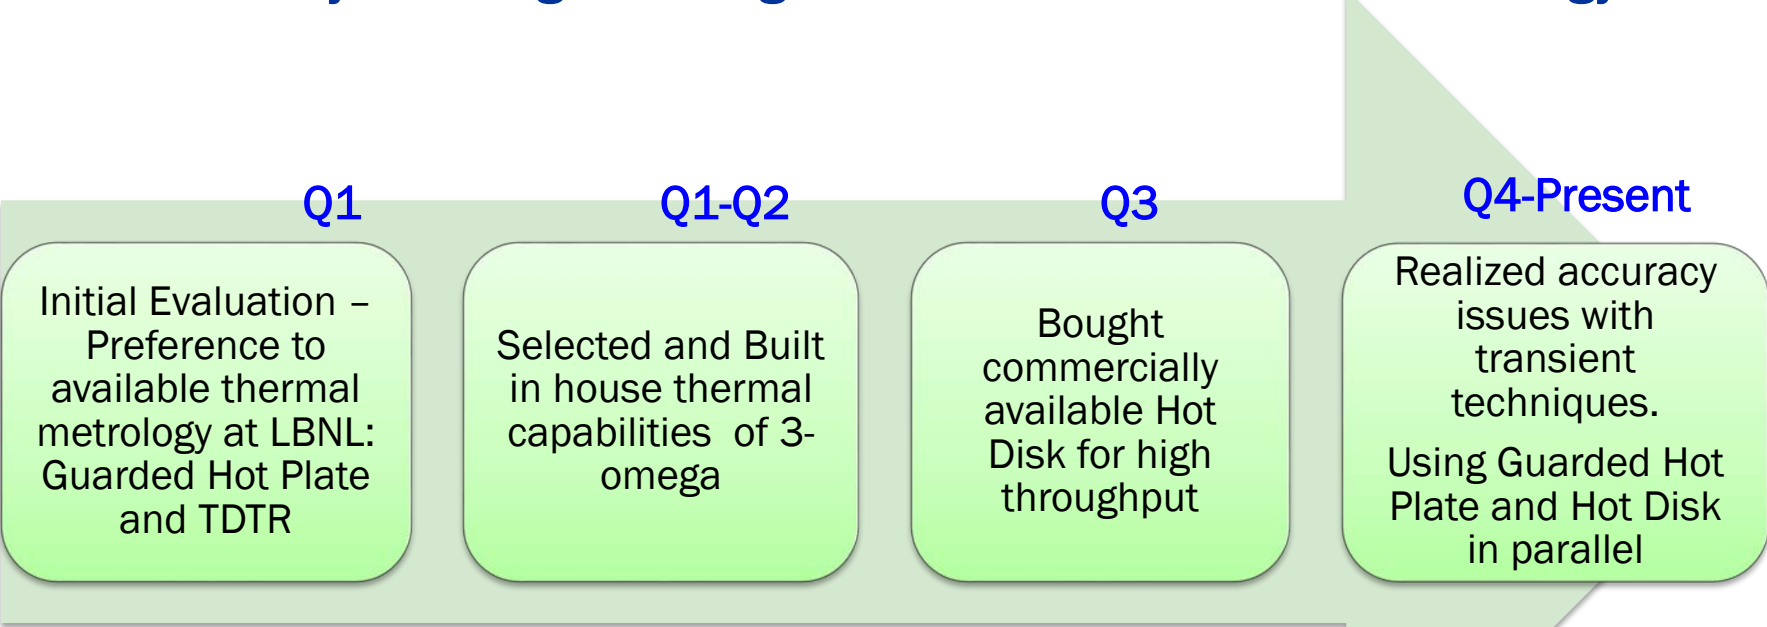 Q1
Q1-Q2
Q3
Q4-Present
Initial Evaluation –
Preference to
available thermal
metrology at LBNL:
Guarded Hot Plate
and TDTR
Selected and Built
in house thermal
capabilities of 3-
omega
Bought
commercially
available Hot
Disk for high
throughput
Realized accuracy
issues with
transient
techniques.
Using Guarded Hot
Plate and Hot Disk
in parallel